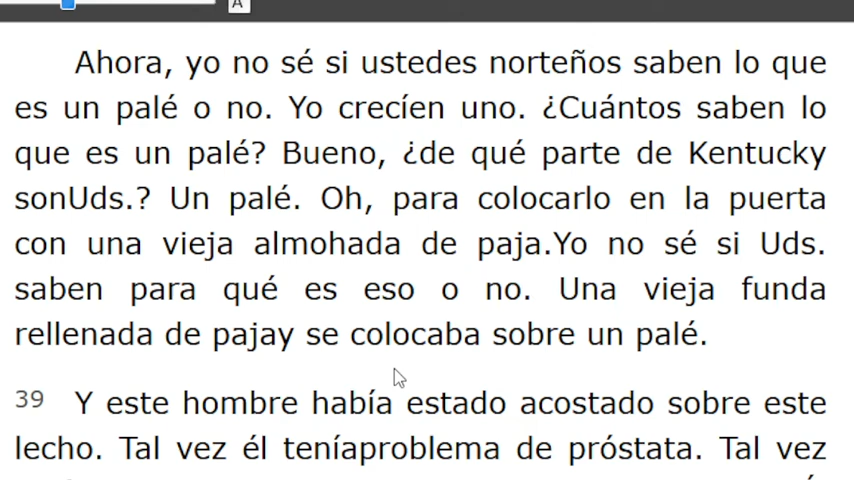 A
Ahora, yo no sé si ustedes norteños saben lo que
es un palé o no. Yo crecíen uno. ¿Cuántos saben lo
que es un palé? Bueno, ¿de qué parte de Kentucky
sonUds.? Un palé. Oh, para colocarlo en la puerta
con una vieja almohada de paja.Yo no sé si Uds.
saben para qué es eso o no. Una vieja funda
rellenada de pajay se colocaba sobre un palé.
39 Y este hombre había estado acostado sobre este
lecho. Tal vez él teníaproblema de próstata. Tal vez